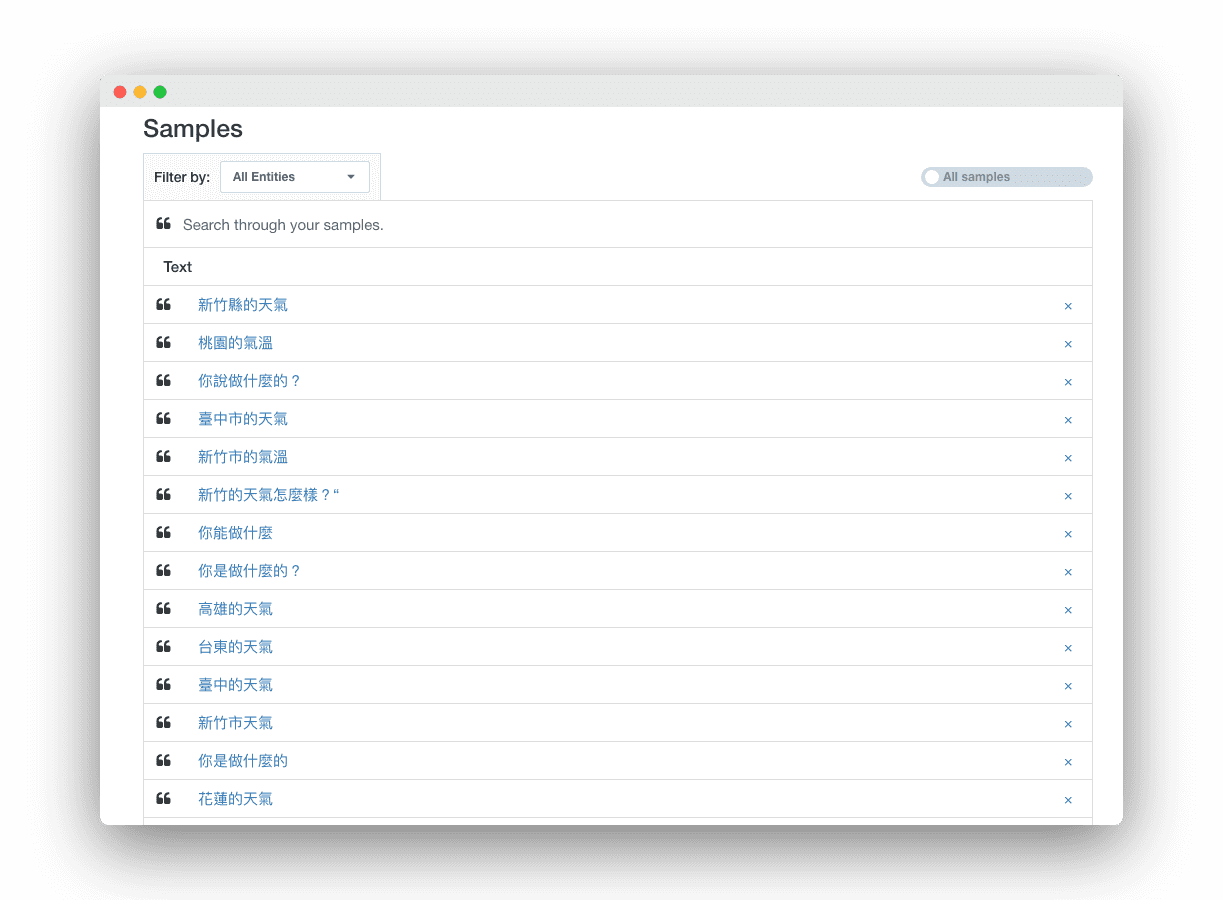 Samples
Filter by: All Entities All samples
Search through your samples.
Text
新竹縣的天氣 ×
桃園的氣溫 ×
你說做什麼的？ ×
臺中市的天氣 ×
新竹市的氣溫 ×
新竹的天氣怎麼樣？“ ×
你能做什麼 ×
你是做什麼的？ ×
高雄的天氣 ×
台東的天氣 ×
臺中的天氣 ×
新竹市天氣 ×
你是做什麼的 ×
花蓮的天氣 ×